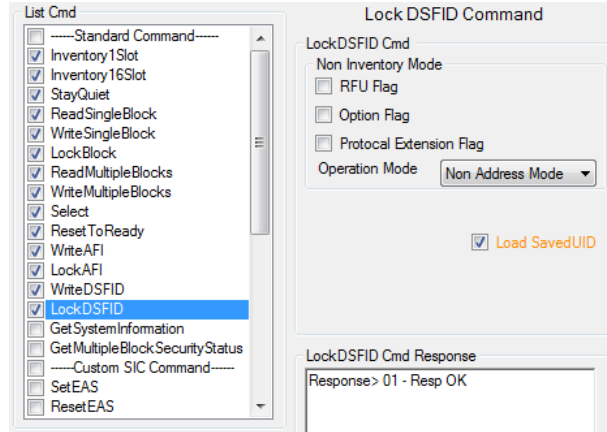 List Cmd
------Standard Command------
Inventory1Slot
Inventory16Slot
StayQuiet
ReadSingleBlock
WriteSingleBlock
LockBlock
ReadMultipleBlocks
WriteMultipleBlocks
Select
ResetToReady
WriteAFI
LockAFI
WriteDSFID
LockDSFID
GetSystemInformation
GetMultipleBlockSecurityStatus
------Custom SIC Command------
SetEAS
ResetEAS
Lock DSFID Command
LockDSFID Cmd
Non Inventory Mode
RFU Flag
Option Flag
Protocal Extension Flag
Operation Mode Non Address Mode
Load SavedUID
LockDSFID Cmd Response
Response> 01 - Resp OK